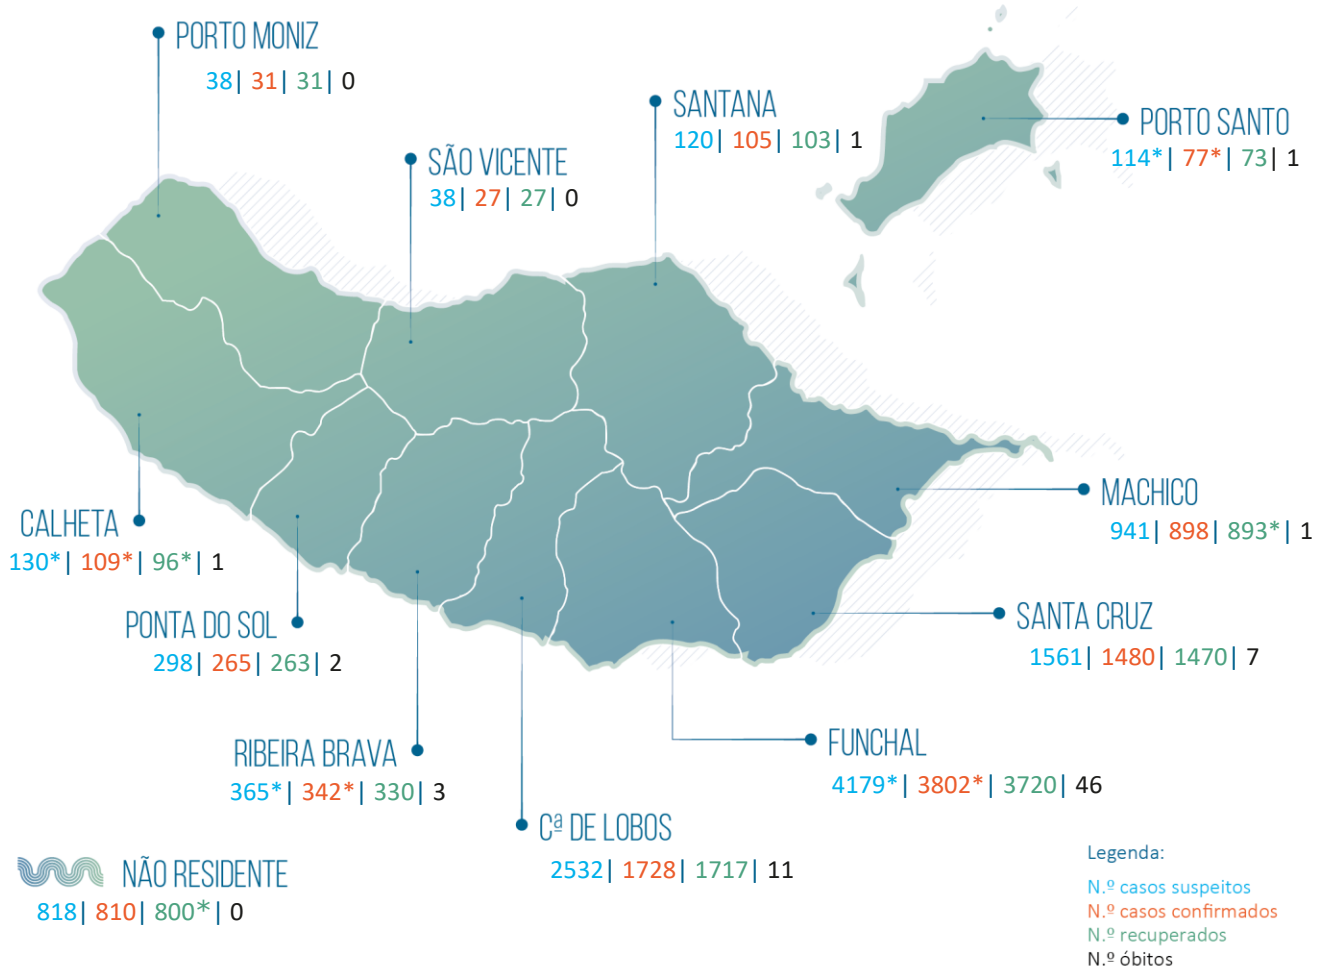 PORTO MONIZ
38| 31| 31| 0
SANTANA
120| 105| 103| 1
PORTO SANTO
114*| 77*| 73| 1
SÃO VICENTE
38| 27| 27| 0
MACHICO
941| 898| 893*| 1
CALHETA
130*| 109*| 96*| 1
PONTA DO SOL
298| 265| 263| 2
SANTA CRUZ
1561| 1480| 1470| 7
RIBEIRA BRAVA
365*| 342*| 330| 3
FUNCHAL
4179*| 3802*| 3720| 46
Cª DE LOBOS
2532| 1728| 1717| 11
NÃO RESIDENTE
818| 810| 800*| 0
Legenda:
N.º casos suspeitos
N.º casos confirmados
N.º recuperados
N.º óbitos